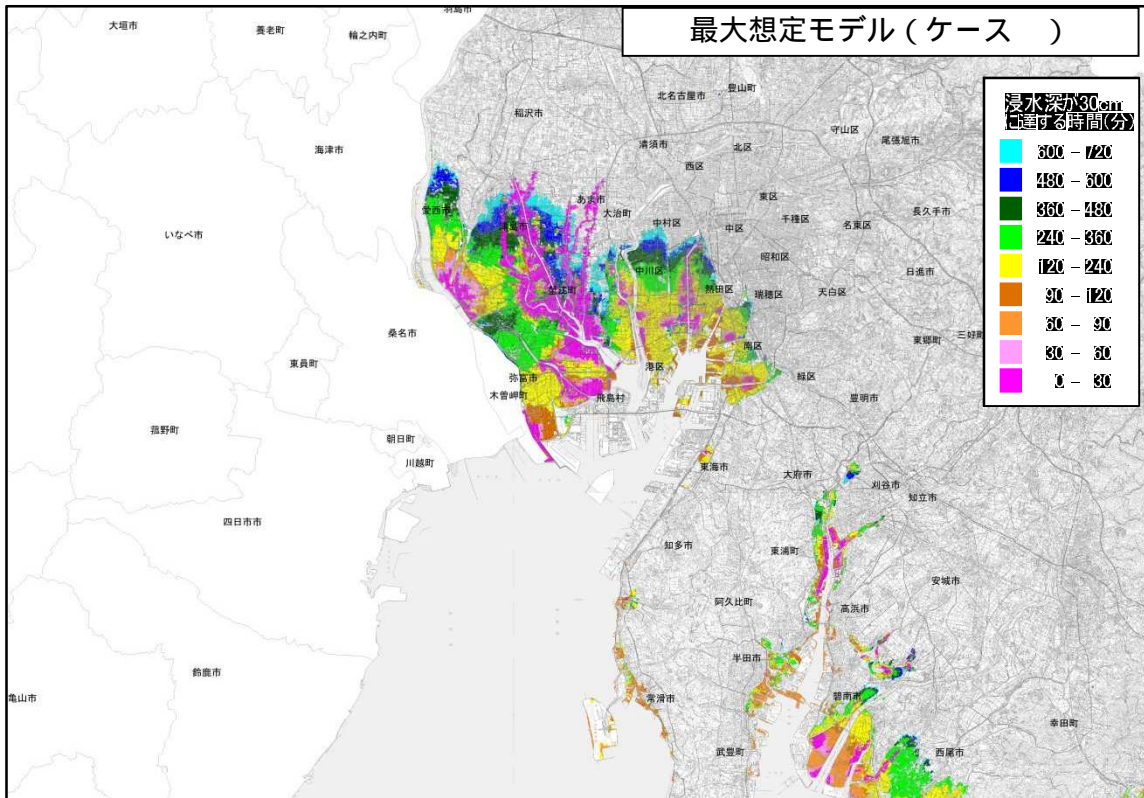 最大想定モデル（ケース　）
浸水深が30cm
に達する時間(分)
600 － 720
480 － 600
360 － 480
240 － 360
120 － 240
90 － 120
60 － 90
30 － 60
0 － 30
羽島市
大垣市
養老町
輪之内町
豊山町
北名古屋市
稲沢市
守山区
尾張旭市
清須市
北区
海津市
西区
東区
あま市
愛西市
大治町
中村区
中区
千種区
名東区
長久手市
津島市
いなべ市
昭和区
中川区
日進市
蟹江町
熱田区
瑞穂区
天白区
桑名市
三好町
東郷町
南区
東員町
港区
弥富市
緑区
木曽岬町
飛島村
豊明市
菰野町
朝日町
川越町
東海市
大府市
刈谷市
知立市
四日市市
知多市
東浦町
安城市
阿久比町
高浜市
半田市
鈴鹿市
亀山市
常滑市
碧南市
幸田町
武豊町
西尾市